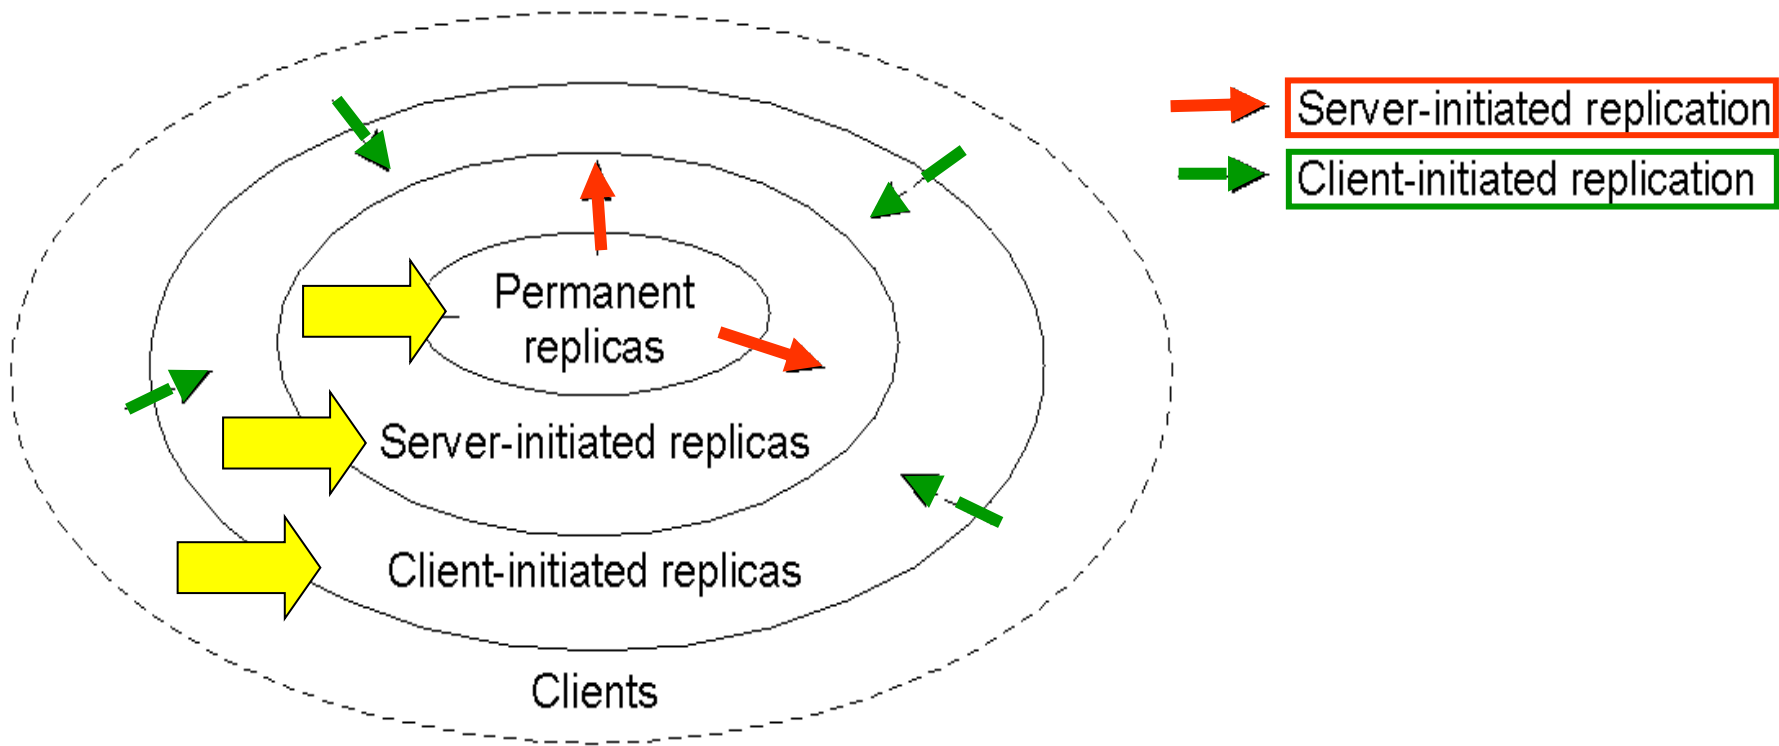 Server-initiated replication
Client-initiated replication
Permanent
replicas
Server-initiated replicas
Client-initiated replicas
Clients